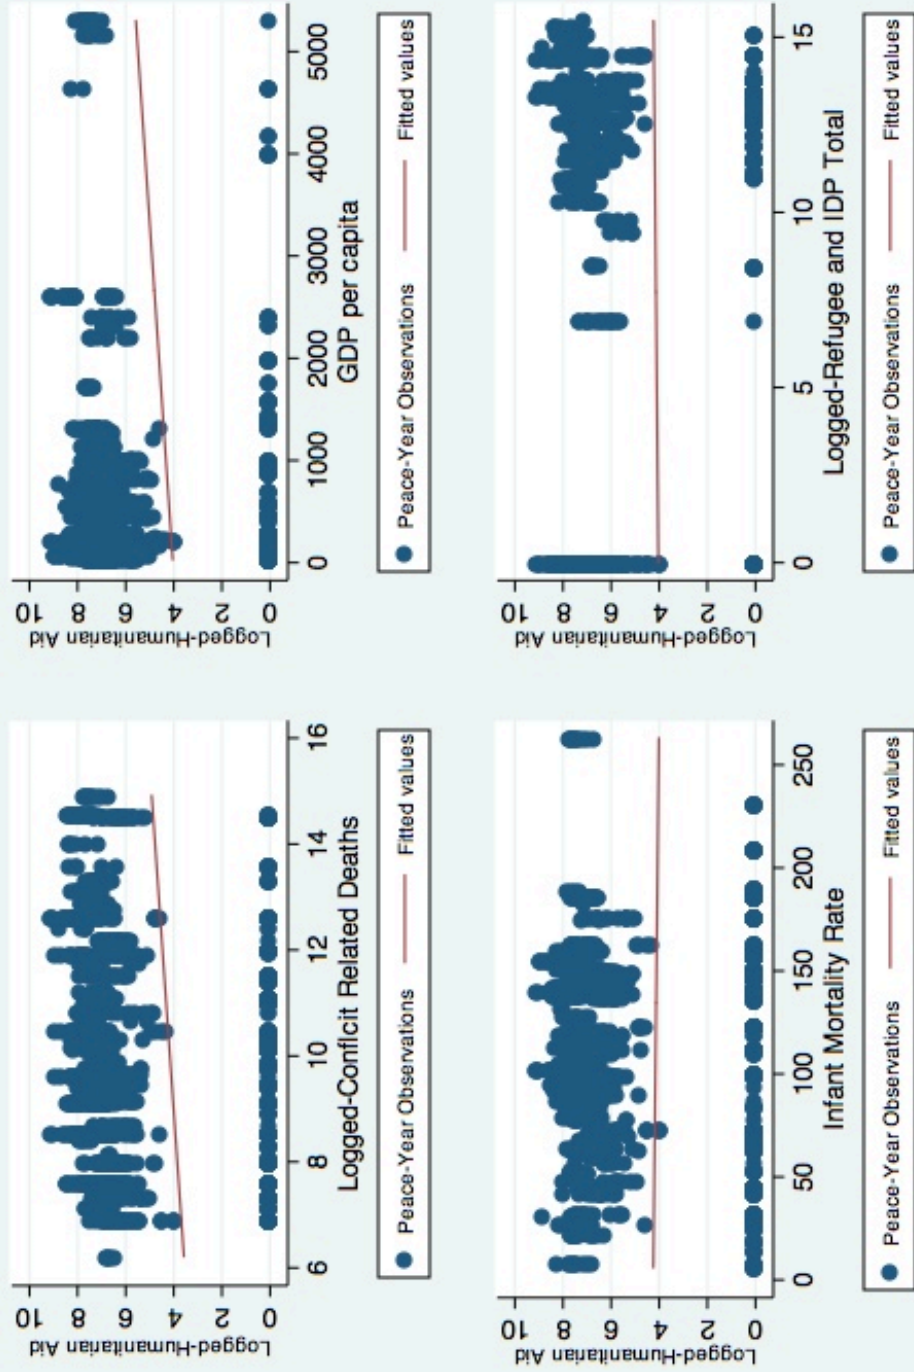 Logged-Humanitarian Aid
0 2 4 6 8 10
6 8 10 12 14 16
Logged-Conflcit Related Deaths
Peace-Year Observations Fitted values
Logged-Humanitarian Aid
0 2 4 6 8 10
0 1000 2000 3000 4000 5000
GDP per capita
Peace-Year Observations Fitted values
Logged-Humanitarian Aid
0 2 4 6 8 10
0 50 100 150 200 250
Infant Mortality Rate
Peace-Year Observations Fitted values
Logged-Humanitarian Aid
0 2 4 6 8 10
0 5 10 15
Logged-Refugee and IDP Total
Peace-Year Observations Fitted values